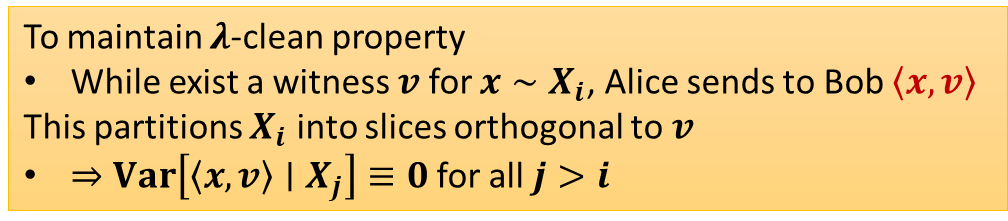 To maintain λ-clean property
• While exist a witness v for x ~ Xᵢ, Alice sends to Bob ⟨x, v⟩
This partitions Xᵢ into slices orthogonal to v
• ⇒ Var[⟨x, v⟩ | Xⱼ] ≡ 0 for all j > i